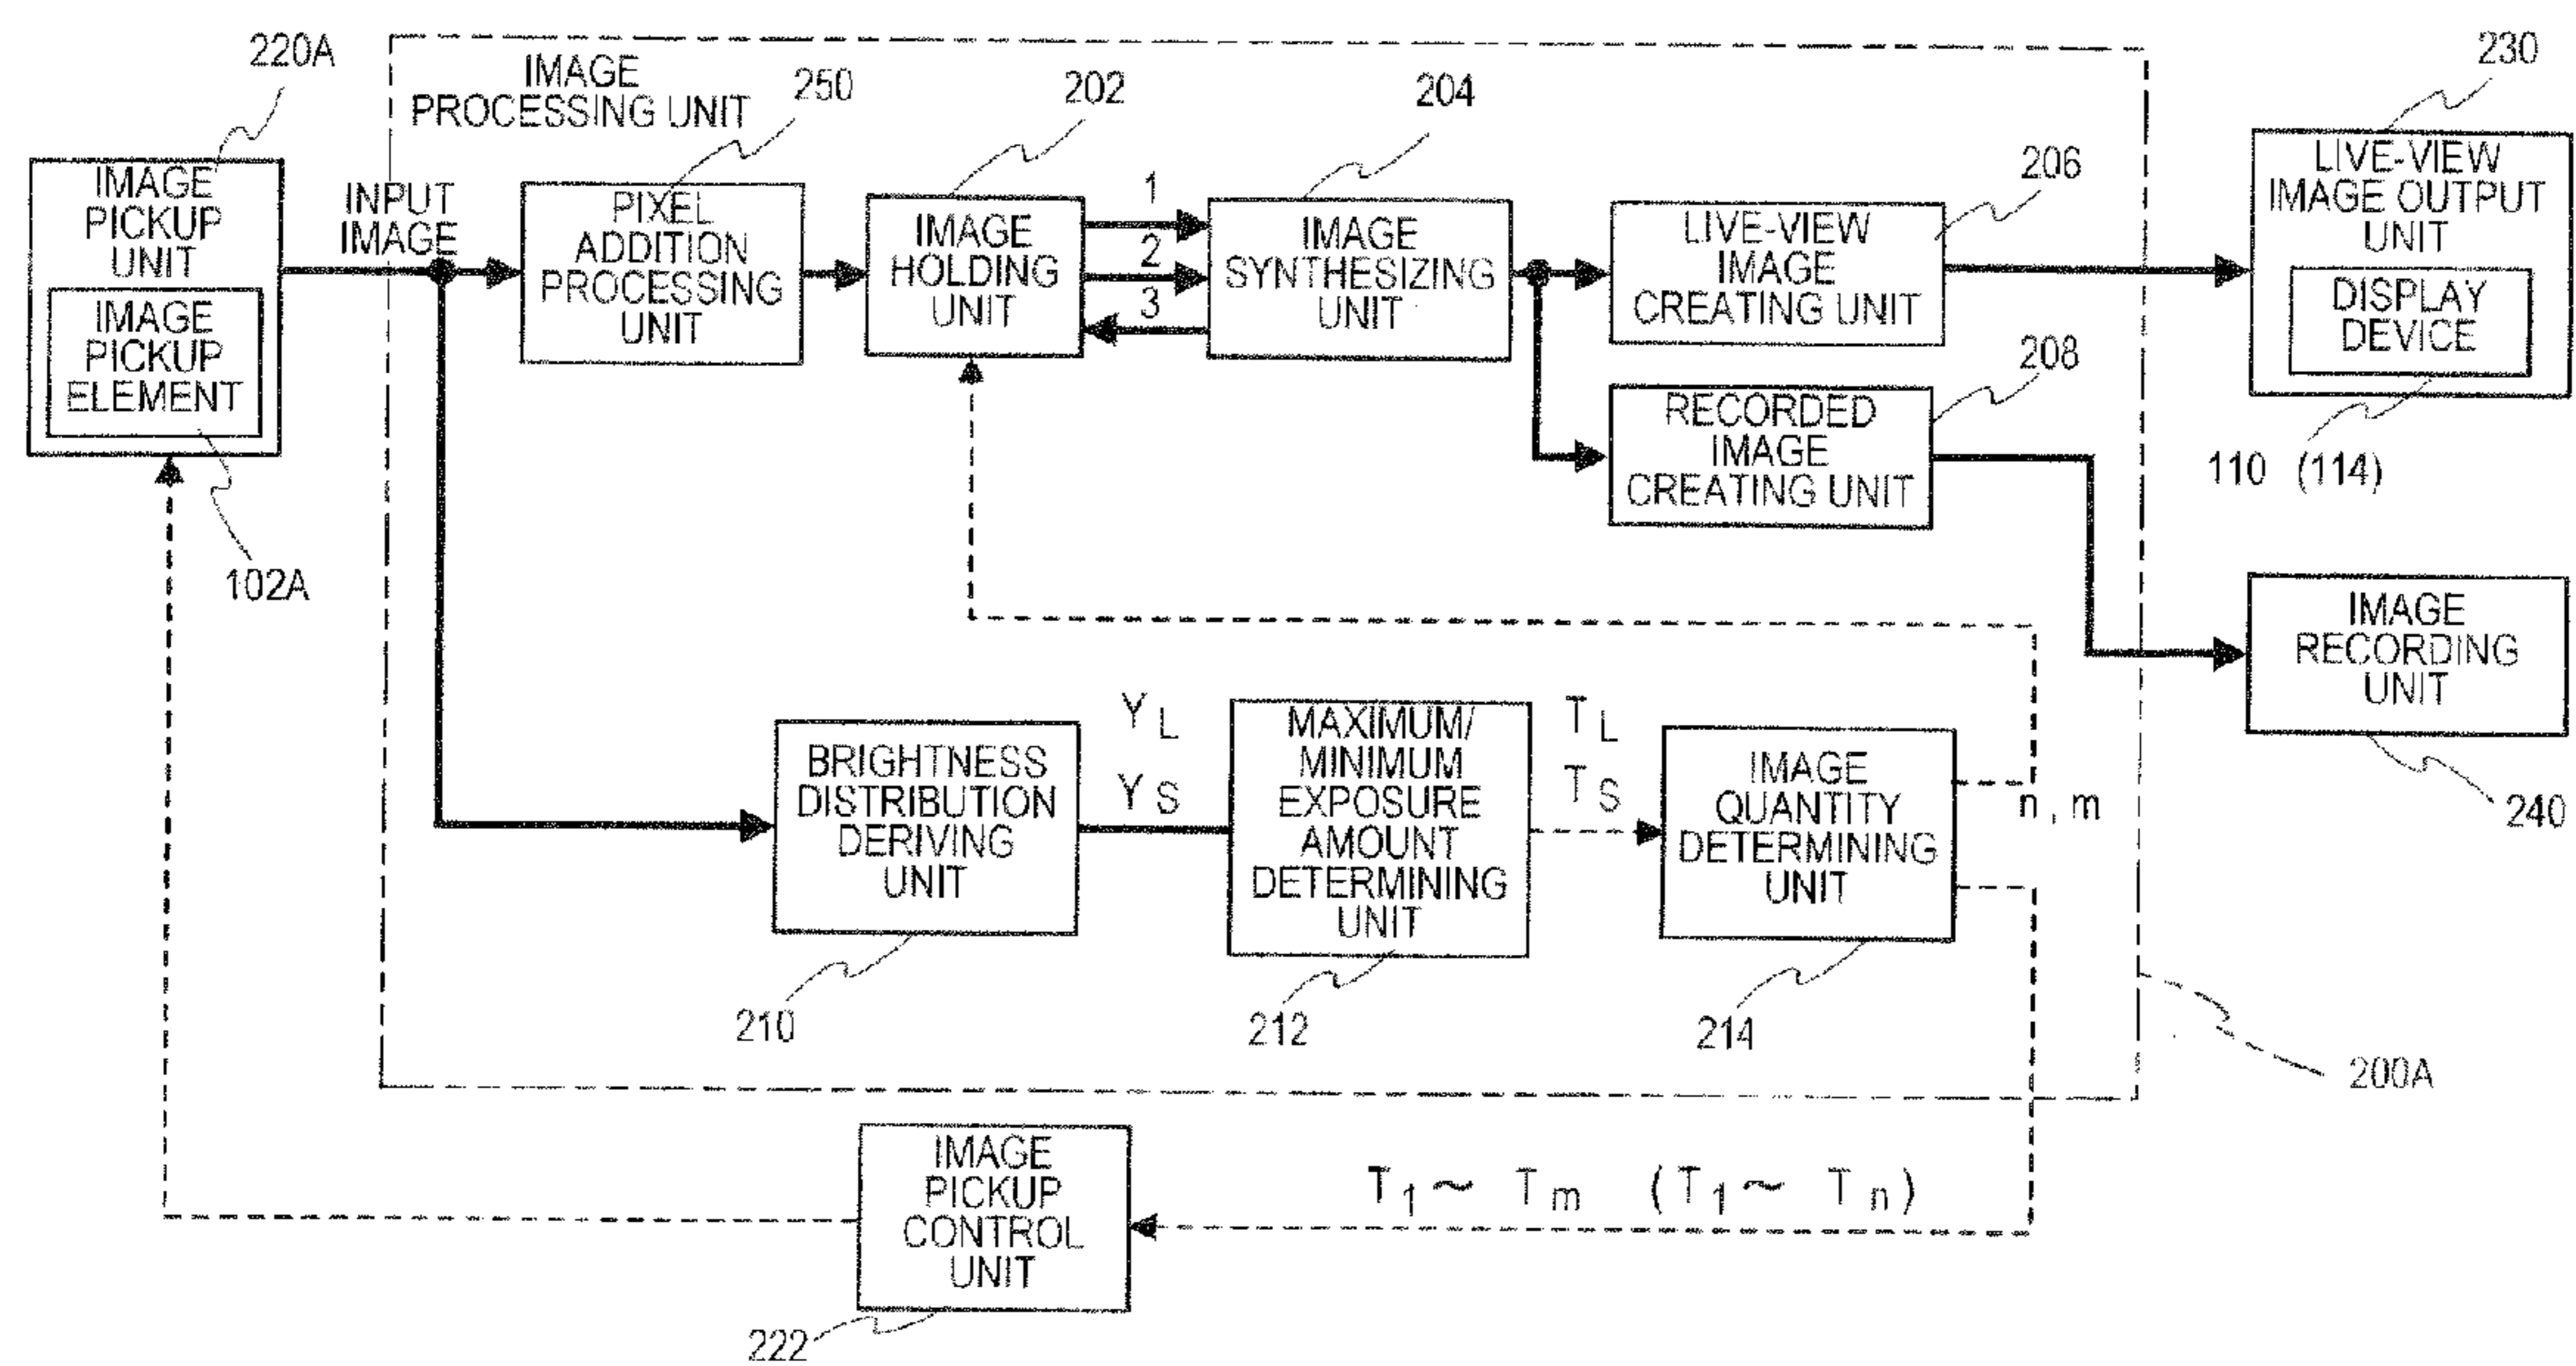 220A
IMAGE
PROCESSING UNIT
250
202
204
230
IMAGE
PICKUP
UNIT
IMAGE
PICKUP
ELEMENT
102A
INPUT
IMAGE
PIXEL
ADDITION
PROCESSING
UNIT
IMAGE
HOLDING
UNIT
1
2
3
IMAGE
SYNTHESIZING
UNIT
206
LIVE-VIEW
IMAGE
CREATING UNIT
208
RECORDED
IMAGE
CREATING UNIT
LIVE-VIEW
IMAGE OUTPUT
UNIT
DISPLAY
DEVICE
110 (114)
IMAGE
RECORDING
UNIT
240
BRIGHTNESS
DISTRIBUTION
DERIVING
UNIT
210
YL
YS
MAXIMUM/
MINIMUM
EXPOSURE
AMOUNT
DETERMINING
UNIT
212
TL
TS
IMAGE
QUANTITY
DETERMINING
UNIT
214
n, m
200A
IMAGE
PICKUP
CONTROL
UNIT
222
T1~ Tm (T1~ Tn)